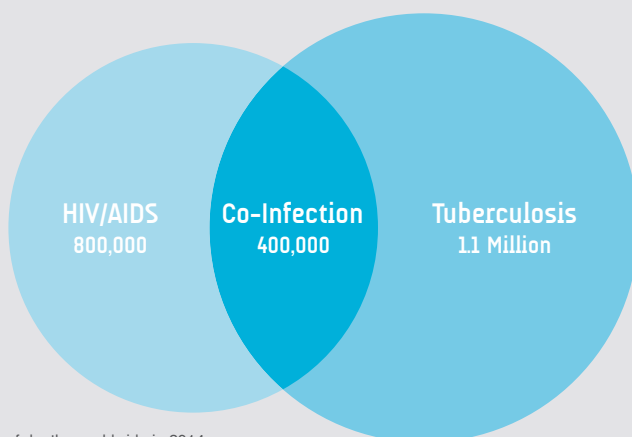 HIV/AIDS
800,000
Co-Infection
400,000
Tuberculosis
1.1 Million